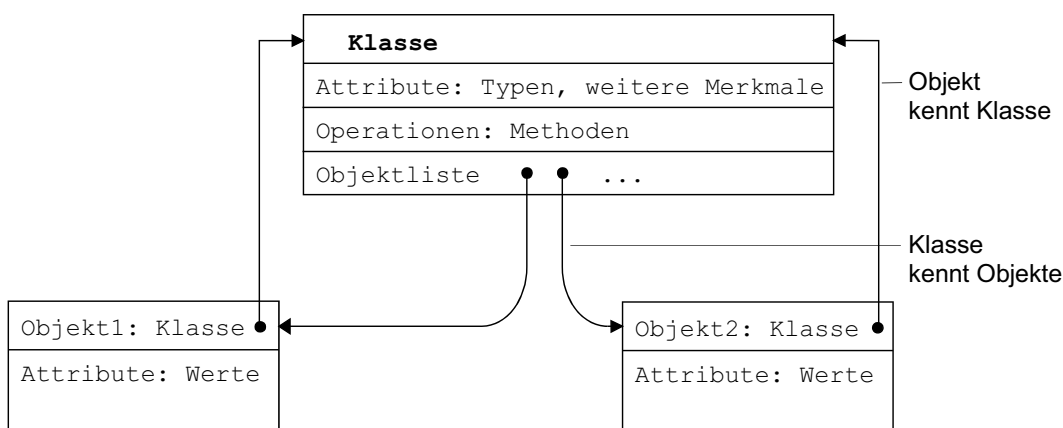 Klasse
Attribute: Typen, weitere Merkmale
Operationen: Methoden
Objektliste ...
Objekt
kennt Klasse
Klasse
kennt Objekte
Objekt1: Klasse
Attribute: Werte
Objekt2: Klasse
Attribute: Werte